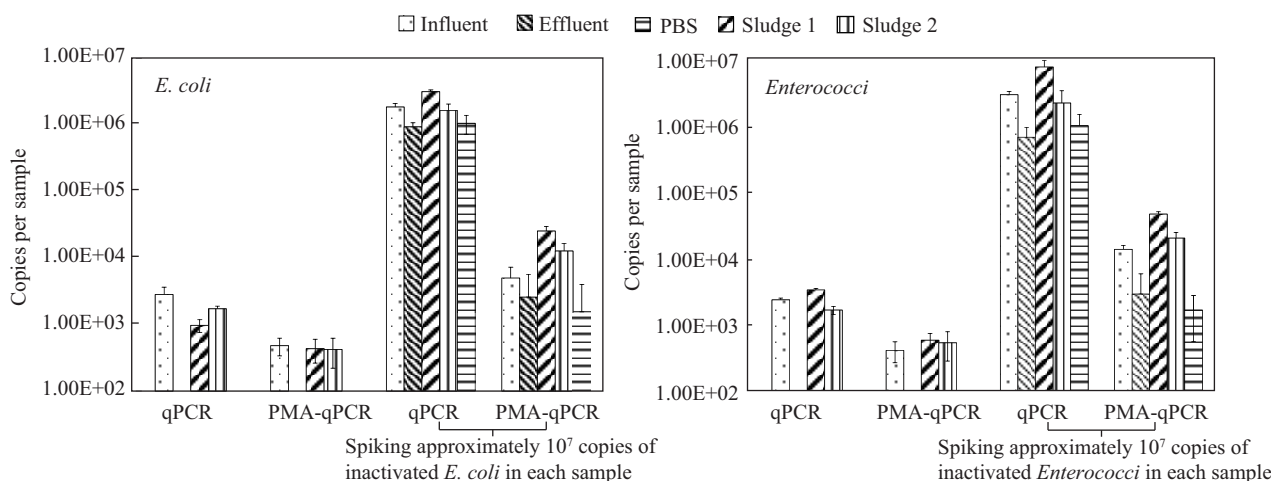 Influent Effluent PBS Sludge 1 Sludge 2
E. coli
Copies per sample
1.00E+07
1.00E+06
1.00E+05
1.00E+04
1.00E+03
1.00E+02
qPCR PMA-qPCR qPCR PMA-qPCR
Spiking approximately 10⁷ copies of
inactivated E. coli in each sample
Enterococci
Copies per sample
1.00E+07
1.00E+06
1.00E+05
1.00E+04
1.00E+03
1.00E+02
qPCR PMA-qPCR qPCR PMA-qPCR
Spiking approximately 10⁷ copies of
inactivated Enterococci in each sample